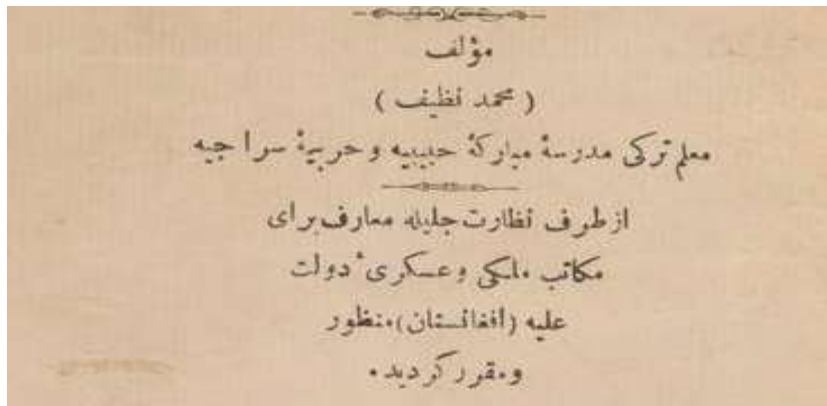 مؤلف
( محمد نظیف )
معلم ترکی مدرسهٔ مبارکهٔ حبیبیه و حربیهٔ سراجیه
از طرف نظارت جلیله معارف برای
مکاتب ملکی و عسکریٔ دولت
علیه (افغانستان) منظور
و مقرر گردید .